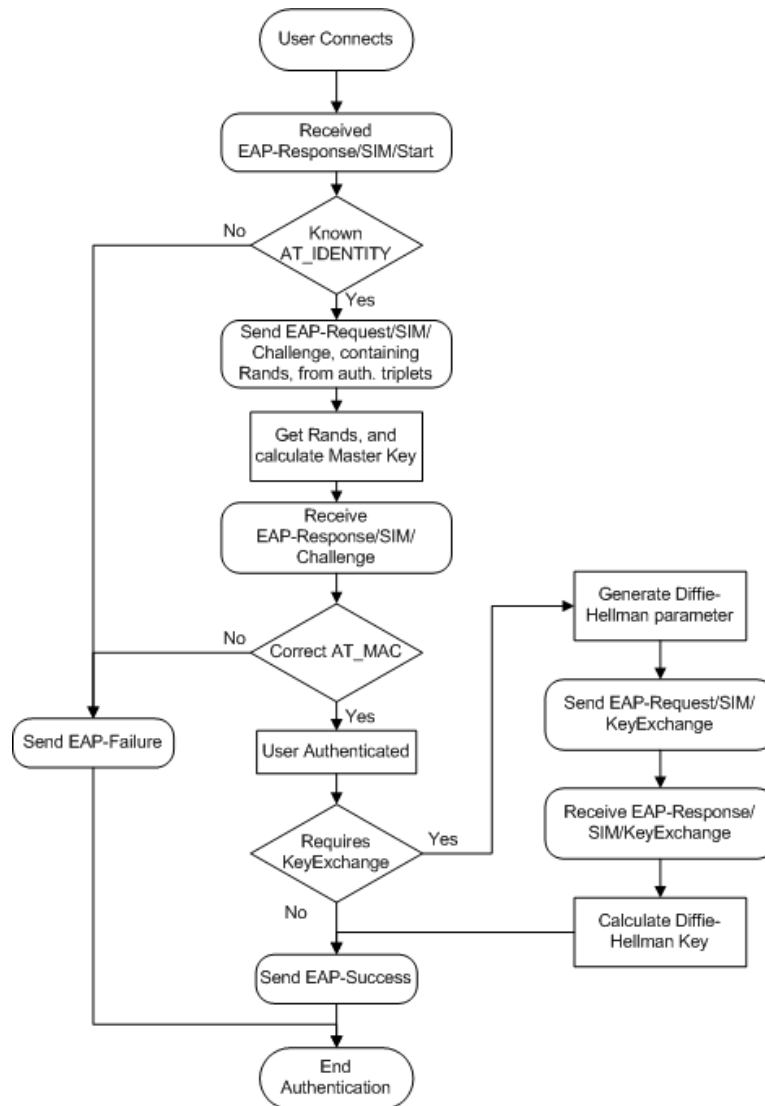 User Connects
Received
EAP-Response/SIM/Start
No
Known
AT_IDENTITY
Yes
Send EAP-Request/SIM/
Challenge, containing
Rands, from auth. triplets
Get Rands, and
calculate Master Key
Receive
EAP-Response/SIM/
Challenge
No
Correct AT_MAC
Yes
Send EAP-Failure
User Authenticated
Requires
KeyExchange
Yes
No
Generate Diffie-
Hellman parameter
Send EAP-Request/SIM/
KeyExchange
Receive EAP-Response/
SIM/KeyExchange
Calculate Diffie-
Hellman Key
Send EAP-Success
End
Authentication